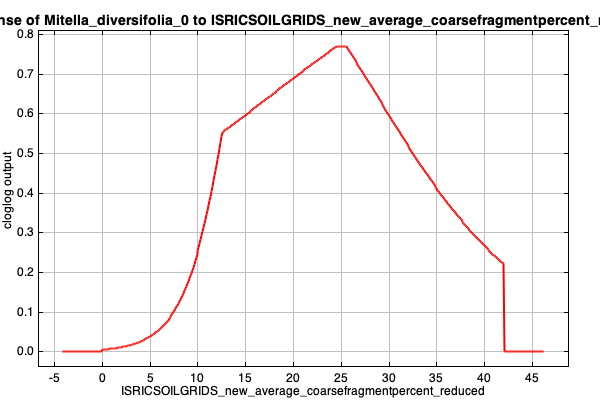 nse of Mitella_diversifolia_0 to ISRICSOILGRIDS_new_average_coarsefragmentpercent_r
0.8
0.7
0.6
0.5
0.4
0.3
0.2
0.1
0.0
cloglog output
-5 0 5 10 15 20 25 30 35 40 45
ISRICSOILGRIDS_new_average_coarsefragmentpercent_reduced